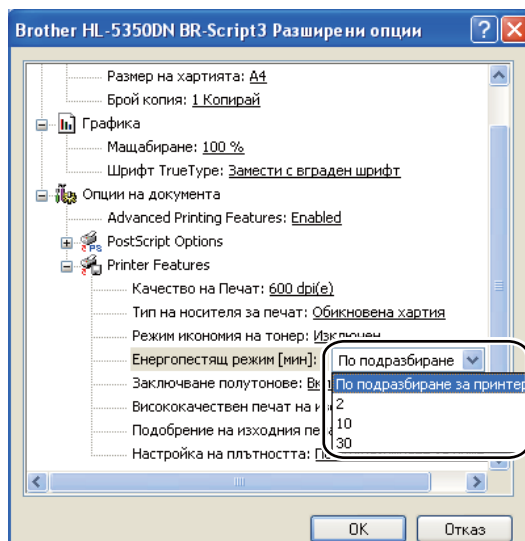 Brother HL-5350DN BR-Script3 Разширени опции
Размер на хартията: A4
Брой копия: 1 Копирай
Графика
Мащабиране: 100 %
Шрифт TrueType: Замести с вграден шрифт
Опции на документа
Advanced Printing Features: Enabled
PostScript Options
Printer Features
Качество на Печат: 600 dpi(e)
Тип на носителя за печат: Обикновена хартия
Режим икономия на тонер: Изключен
Енергопестящ режим [мин]: По подразбиране
Заключване полутонове:
По подразбиране за принтер
Висококачествен печат на
2
Подобрение на изходния
10
30
Настройка на плътността:
OK
Отказ